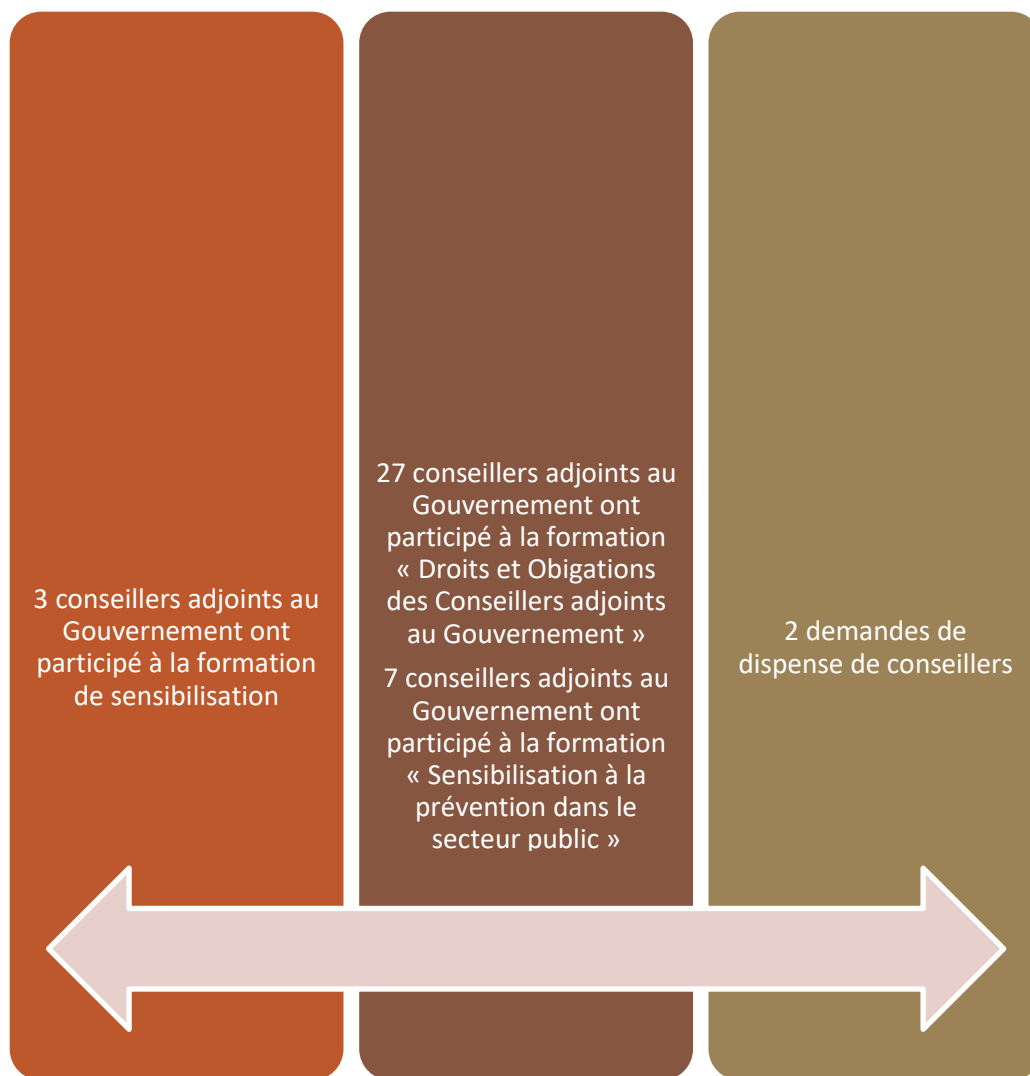 3 conseillers adjoints au
Gouvernement ont
participé à la formation
de sensibilisation
27 conseillers adjoints au
Gouvernement ont
participé à la formation
« Droits et Obigations
des Conseillers adjoints
au Gouvernement »
7 conseillers adjoints au
Gouvernement ont
participé à la formation
« Sensibilisation à la
prévention dans le
secteur public »
2 demandes de
dispense de conseillers